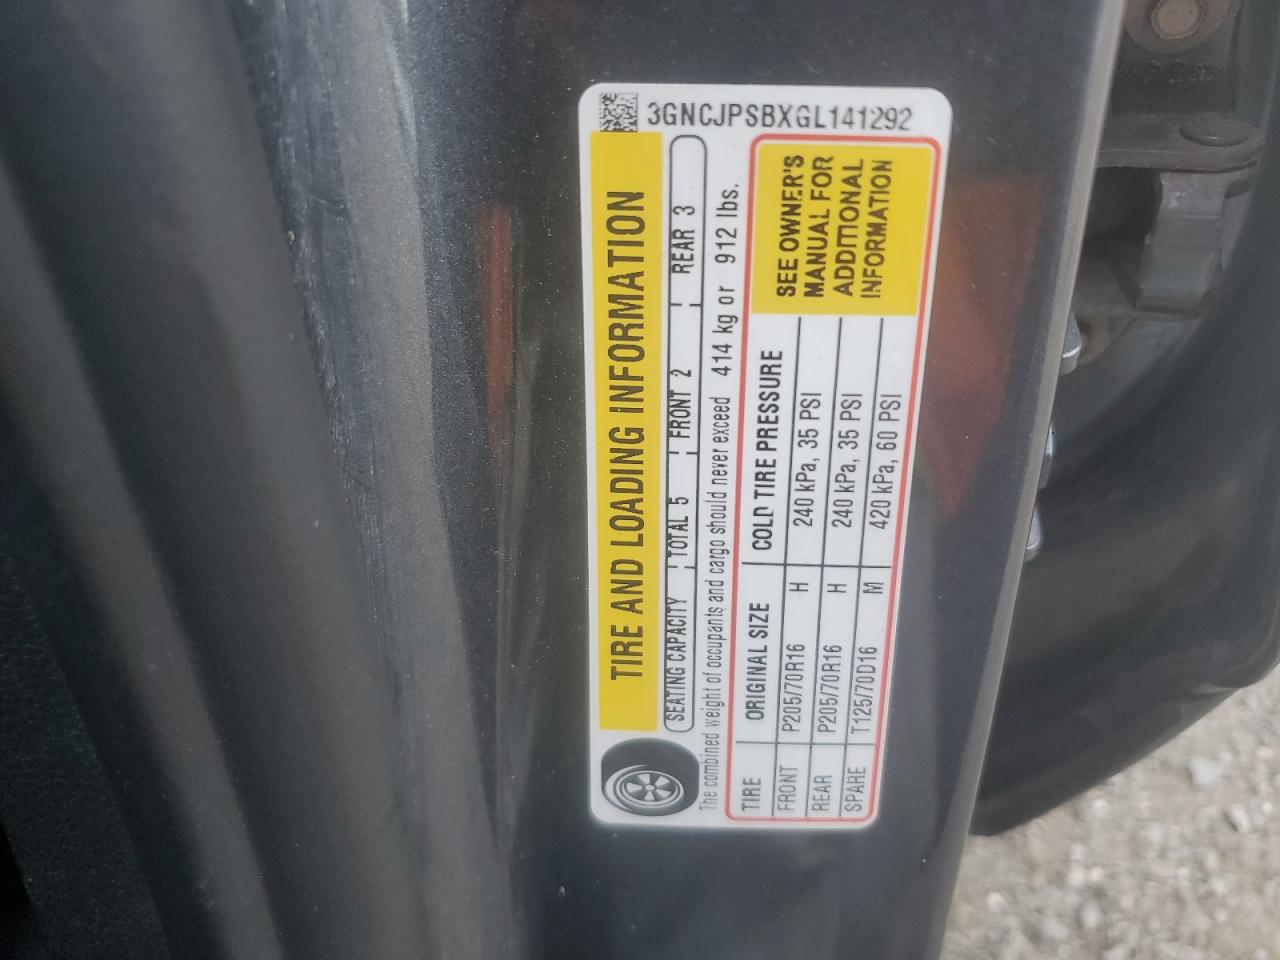 3GNCJPSBXGL141292
TIRE AND LOADING INFORMATION
SEATING CAPACITY TOTAL 5 FRONT 2 REAR 3
The combined weight of occupants and cargo should never exceed 414 kg or 912 lbs.
TIRE ORIGINAL SIZE COLD TIRE PRESSURE
FRONT P205/70R16 H 240 kPa, 35 PSI
REAR P205/70R16 H 240 kPa, 35 PSI
SPARE T125/70D16 M 420 kPa, 60 PSI
SEE OWNER'S
MANUAL FOR
ADDITIONAL
INFORMATION